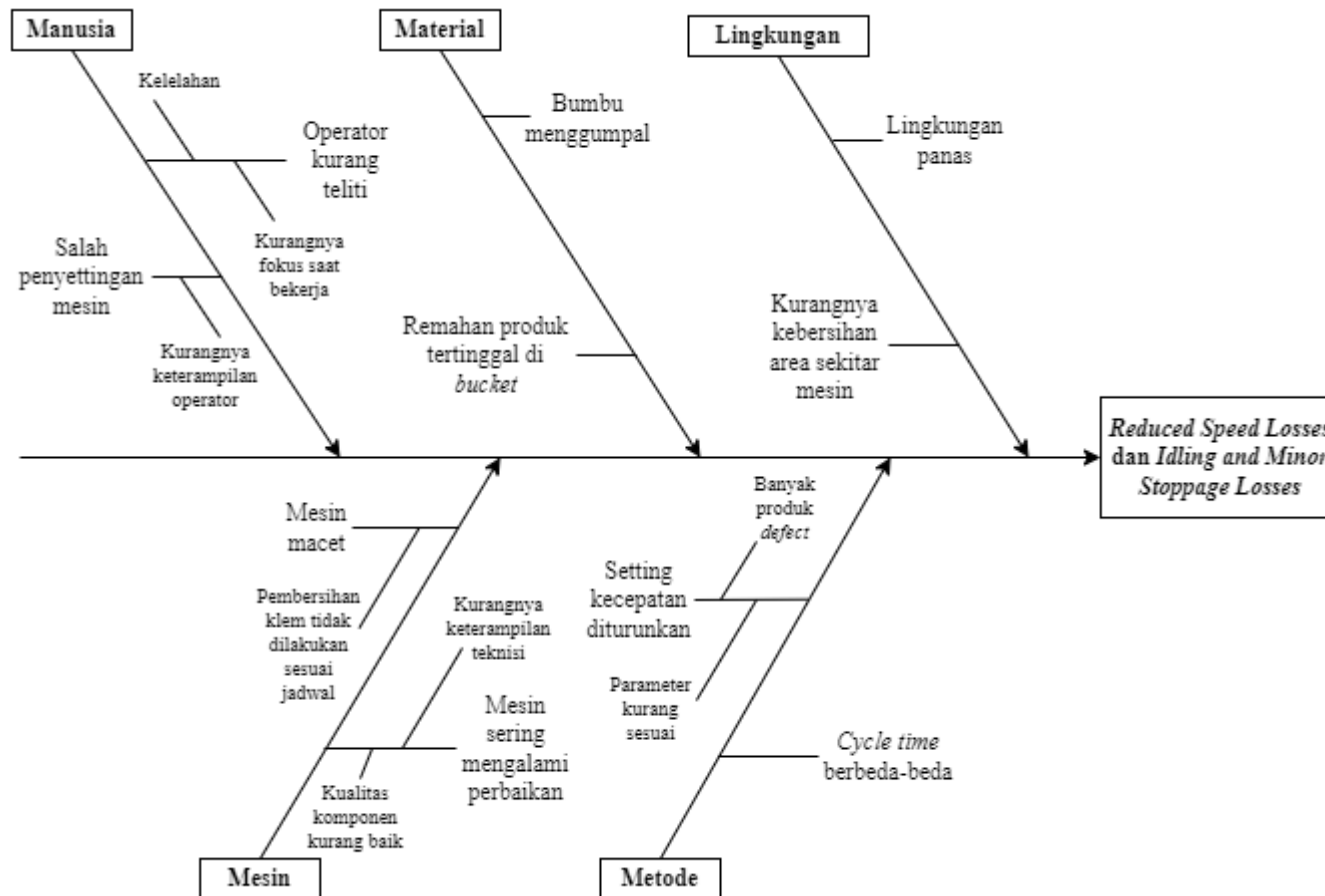 Manusia
Material
Lingkungan
Kelelahan
Operator
kurang
teliti
Kurangnya
fokus saat
bekerja
Salah
penyettingan
mesin
Kurangnya
keterampilan
operator
Bumbu
menggumpal
Remahan produk
tertinggal di
bucket
Lingkungan
panas
Kurangnya
kebersihan
area sekitar
mesin
Reduced Speed Losses
dan Idling and Minor
Stoppage Losses
Mesin
macet
Pembersihan
klem tidak
dilakukan
sesuai
jadwal
Kurangnya
keterampilan
teknisi
Mesin
sering
mengalami
perbaikan
Kualitas
komponen
kurang baik
Banyak
produk
defect
Setting
kecepatan
diturunkan
Parameter
kurang
sesuai
Cycle time
berbeda-beda
Mesin
Metode